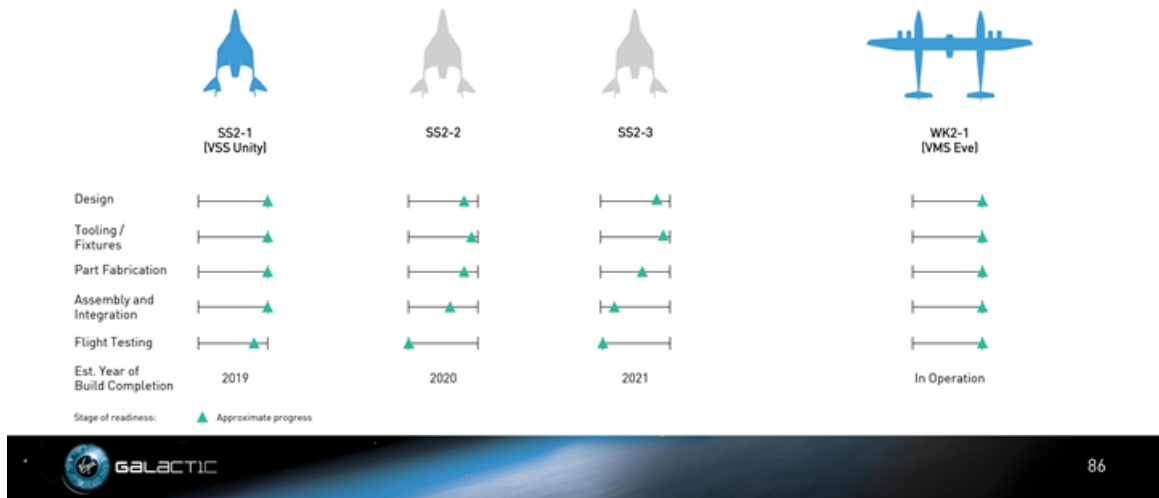 SS2-1
(VSS Unity)
SS2-2
SS2-3
WK2-1
(VMS Eve)
Design
Tooling /
Fixtures
Part Fabrication
Assembly and
Integration
Flight Testing
Est. Year of
Build Completion
2019
2020
2021
In Operation
Stage of readiness:
Approximate progress
Virgin
GALACTIC
86